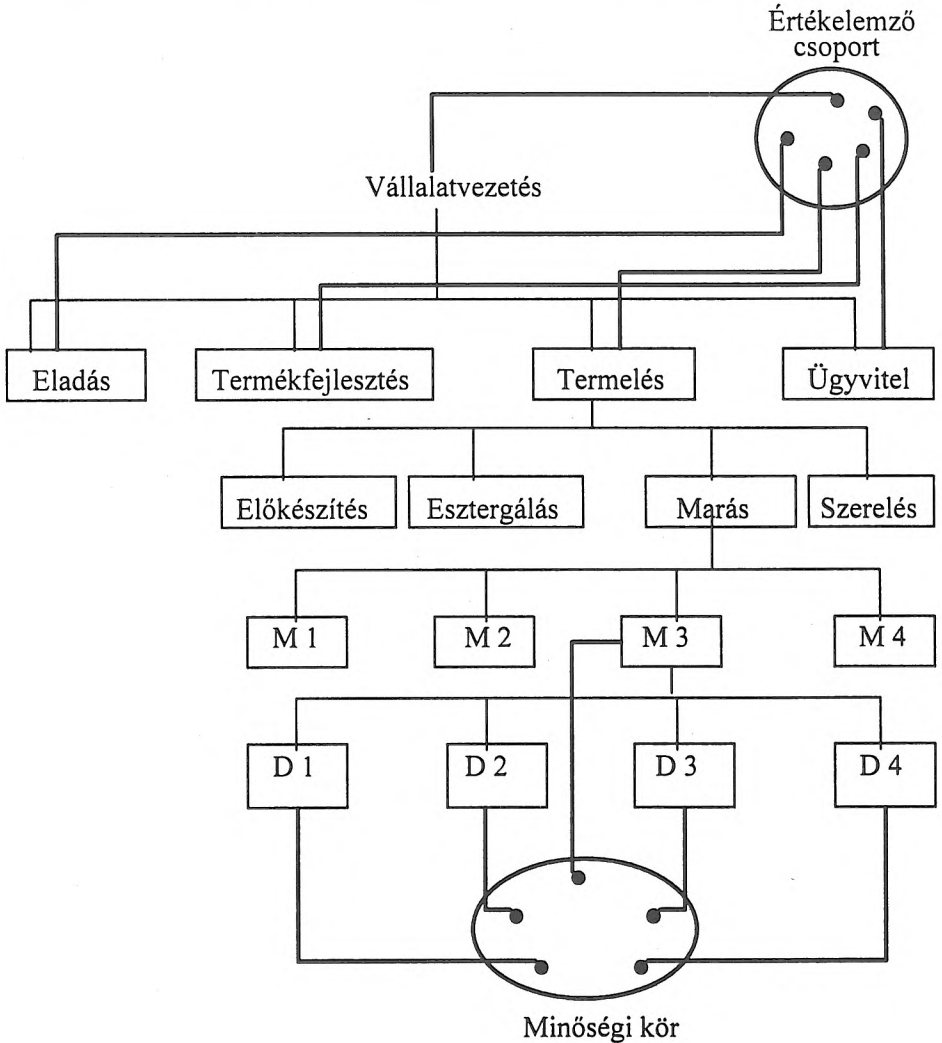 Értékelemző
csoport
Vállalatvezetés
Eladás
Termékfejlesztés
Termelés
Ügyvitel
Előkészítés
Esztergálás
Marás
Szerelés
M 1
M 2
M 3
M 4
D 1
D 2
D 3
D 4
Minőségi kör